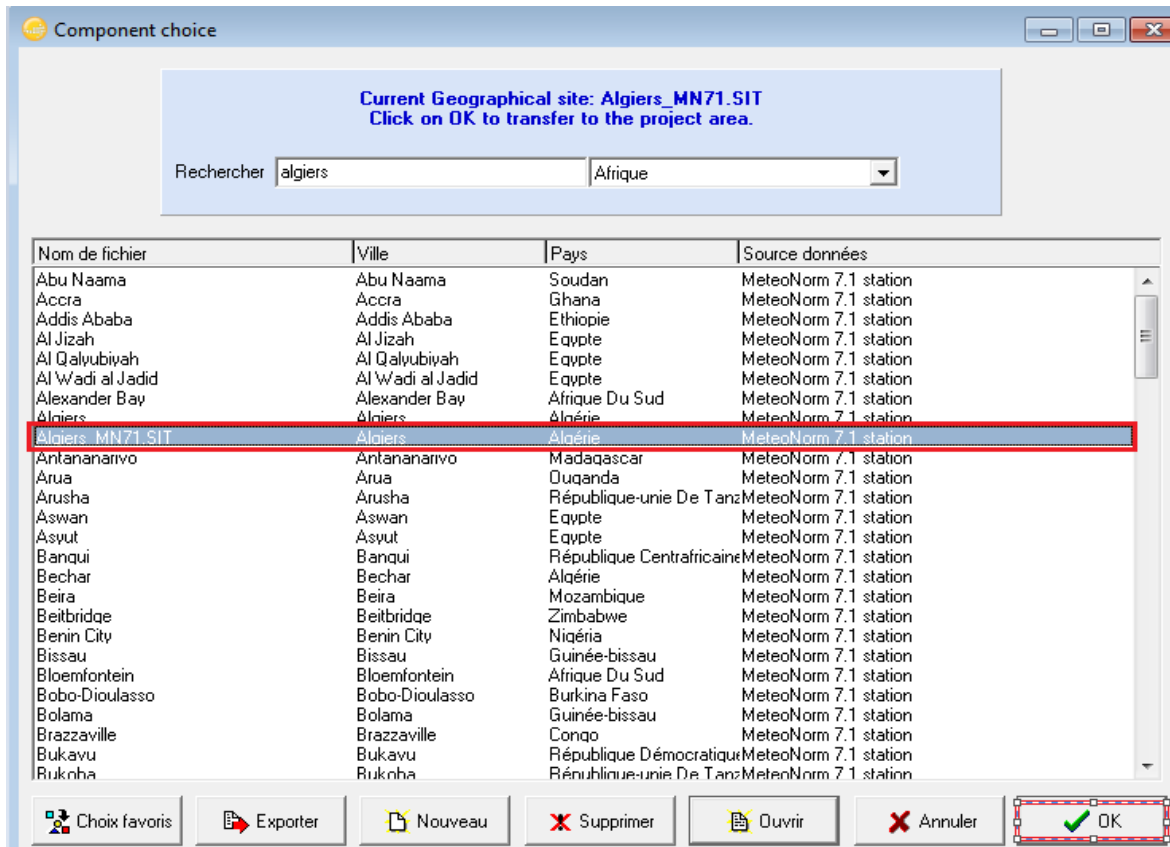 Component choice
Current Geographical site: Algiers_MN71.SIT
Click on OK to transfer to the project area.
Rechercher algiers Afrique
Nom de fichier Ville Pays Source données
Abu Naama Abu Naama Soudan MeteoNorm 7.1 station
Accra Accra Ghana MeteoNorm 7.1 station
Addis Ababa Addis Ababa Ethiopie MeteoNorm 7.1 station
Al Jizah Al Jizah Egypte MeteoNorm 7.1 station
Al Qalyubiyah Al Qalyubiyah Egypte MeteoNorm 7.1 station
Al Wadi al Jadid Al Wadi al Jadid Egypte MeteoNorm 7.1 station
Alexander Bay Alexander Bay Afrique Du Sud MeteoNorm 7.1 station
Algiers Algiers Algérie MeteoNorm 7.1 station
Algiers_MN71.SIT Algiers Algérie MeteoNorm 7.1 station
Antananarivo Antananarivo Madagascar MeteoNorm 7.1 station
Arua Arua Ouganda MeteoNorm 7.1 station
Arusha Arusha République-unie De Tanz MeteoNorm 7.1 station
Aswan Aswan Egypte MeteoNorm 7.1 station
Asyut Asyut Egypte MeteoNorm 7.1 station
Bangui Bangui République Centrafricaine MeteoNorm 7.1 station
Bechar Bechar Algérie MeteoNorm 7.1 station
Beira Beira Mozambique MeteoNorm 7.1 station
Beitbridge Beitbridge Zimbabwe MeteoNorm 7.1 station
Benin City Benin City Nigéria MeteoNorm 7.1 station
Bissau Bissau Guinée-bissau MeteoNorm 7.1 station
Bloemfontein Bloemfontein Afrique Du Sud MeteoNorm 7.1 station
Bobo-Dioulasso Bobo-Dioulasso Burkina Faso MeteoNorm 7.1 station
Bolama Bolama Guinée-bissau MeteoNorm 7.1 station
Brazzaville Brazzaville Congo MeteoNorm 7.1 station
Bukavu Bukavu République Démocratique MeteoNorm 7.1 station
Bukoba Bukoba République-unie De Tanz MeteoNorm 7.1 station
Choix favoris Exporter Nouveau Supprimer Ouvrir Annuler OK